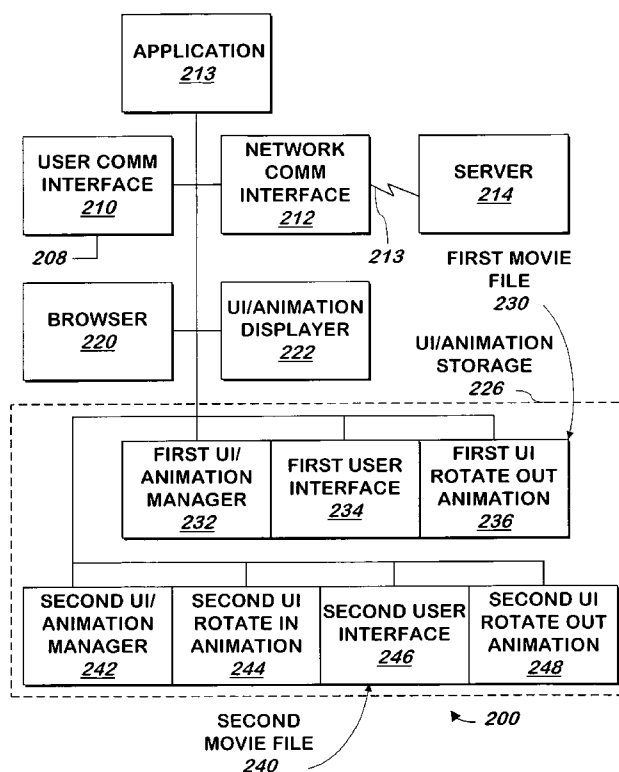 APPLICATION
213
USER COMM
INTERFACE
210
NETWORK
COMM
INTERFACE
212
SERVER
214
208
213
FIRST MOVIE
FILE
230
BROWSER
220
UI/ANIMATION
DISPLAYER
222
UI/ANIMATION
STORAGE
226
FIRST UI/
ANIMATION
MANAGER
232
FIRST USER
INTERFACE
234
FIRST UI
ROTATE OUT
ANIMATION
236
SECOND UI/
ANIMATION
MANAGER
242
SECOND UI
ROTATE IN
ANIMATION
244
SECOND USER
INTERFACE
246
SECOND UI
ROTATE OUT
ANIMATION
248
SECOND
MOVIE FILE
240
200